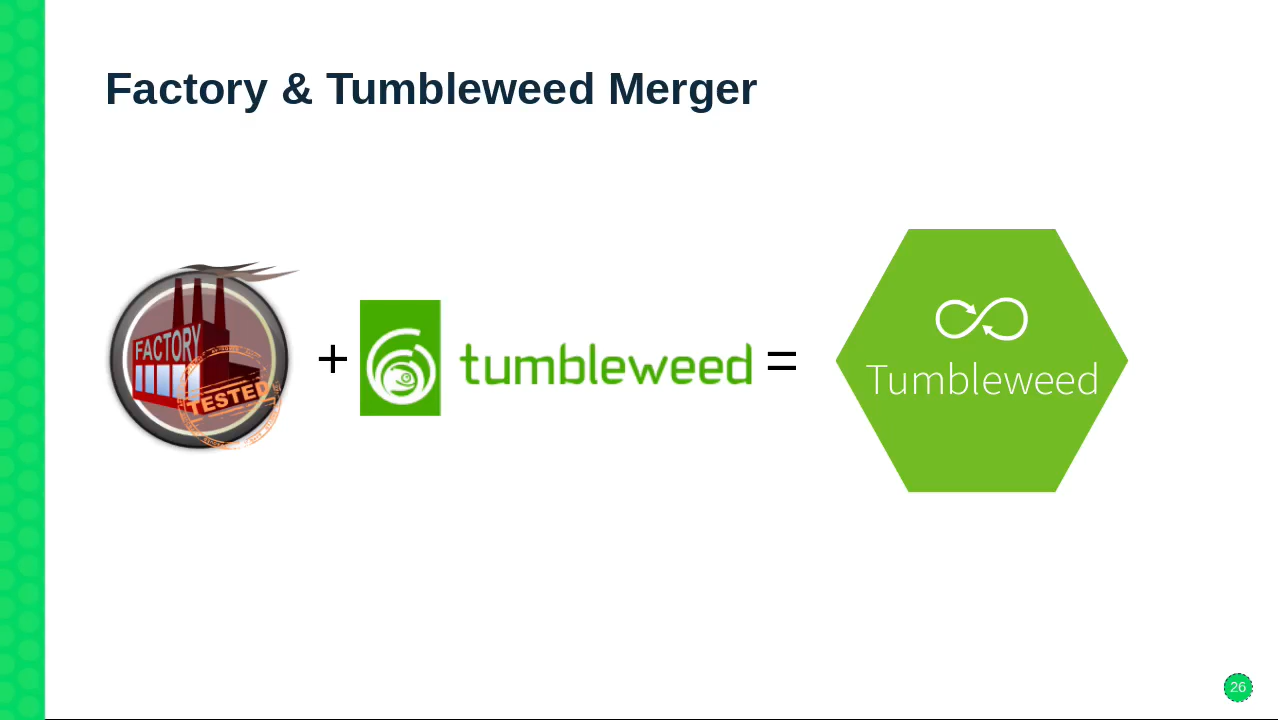 Factory & Tumbleweed Merger
FACTORY
TESTED
+
tumbleweed
=
Tumbleweed
26